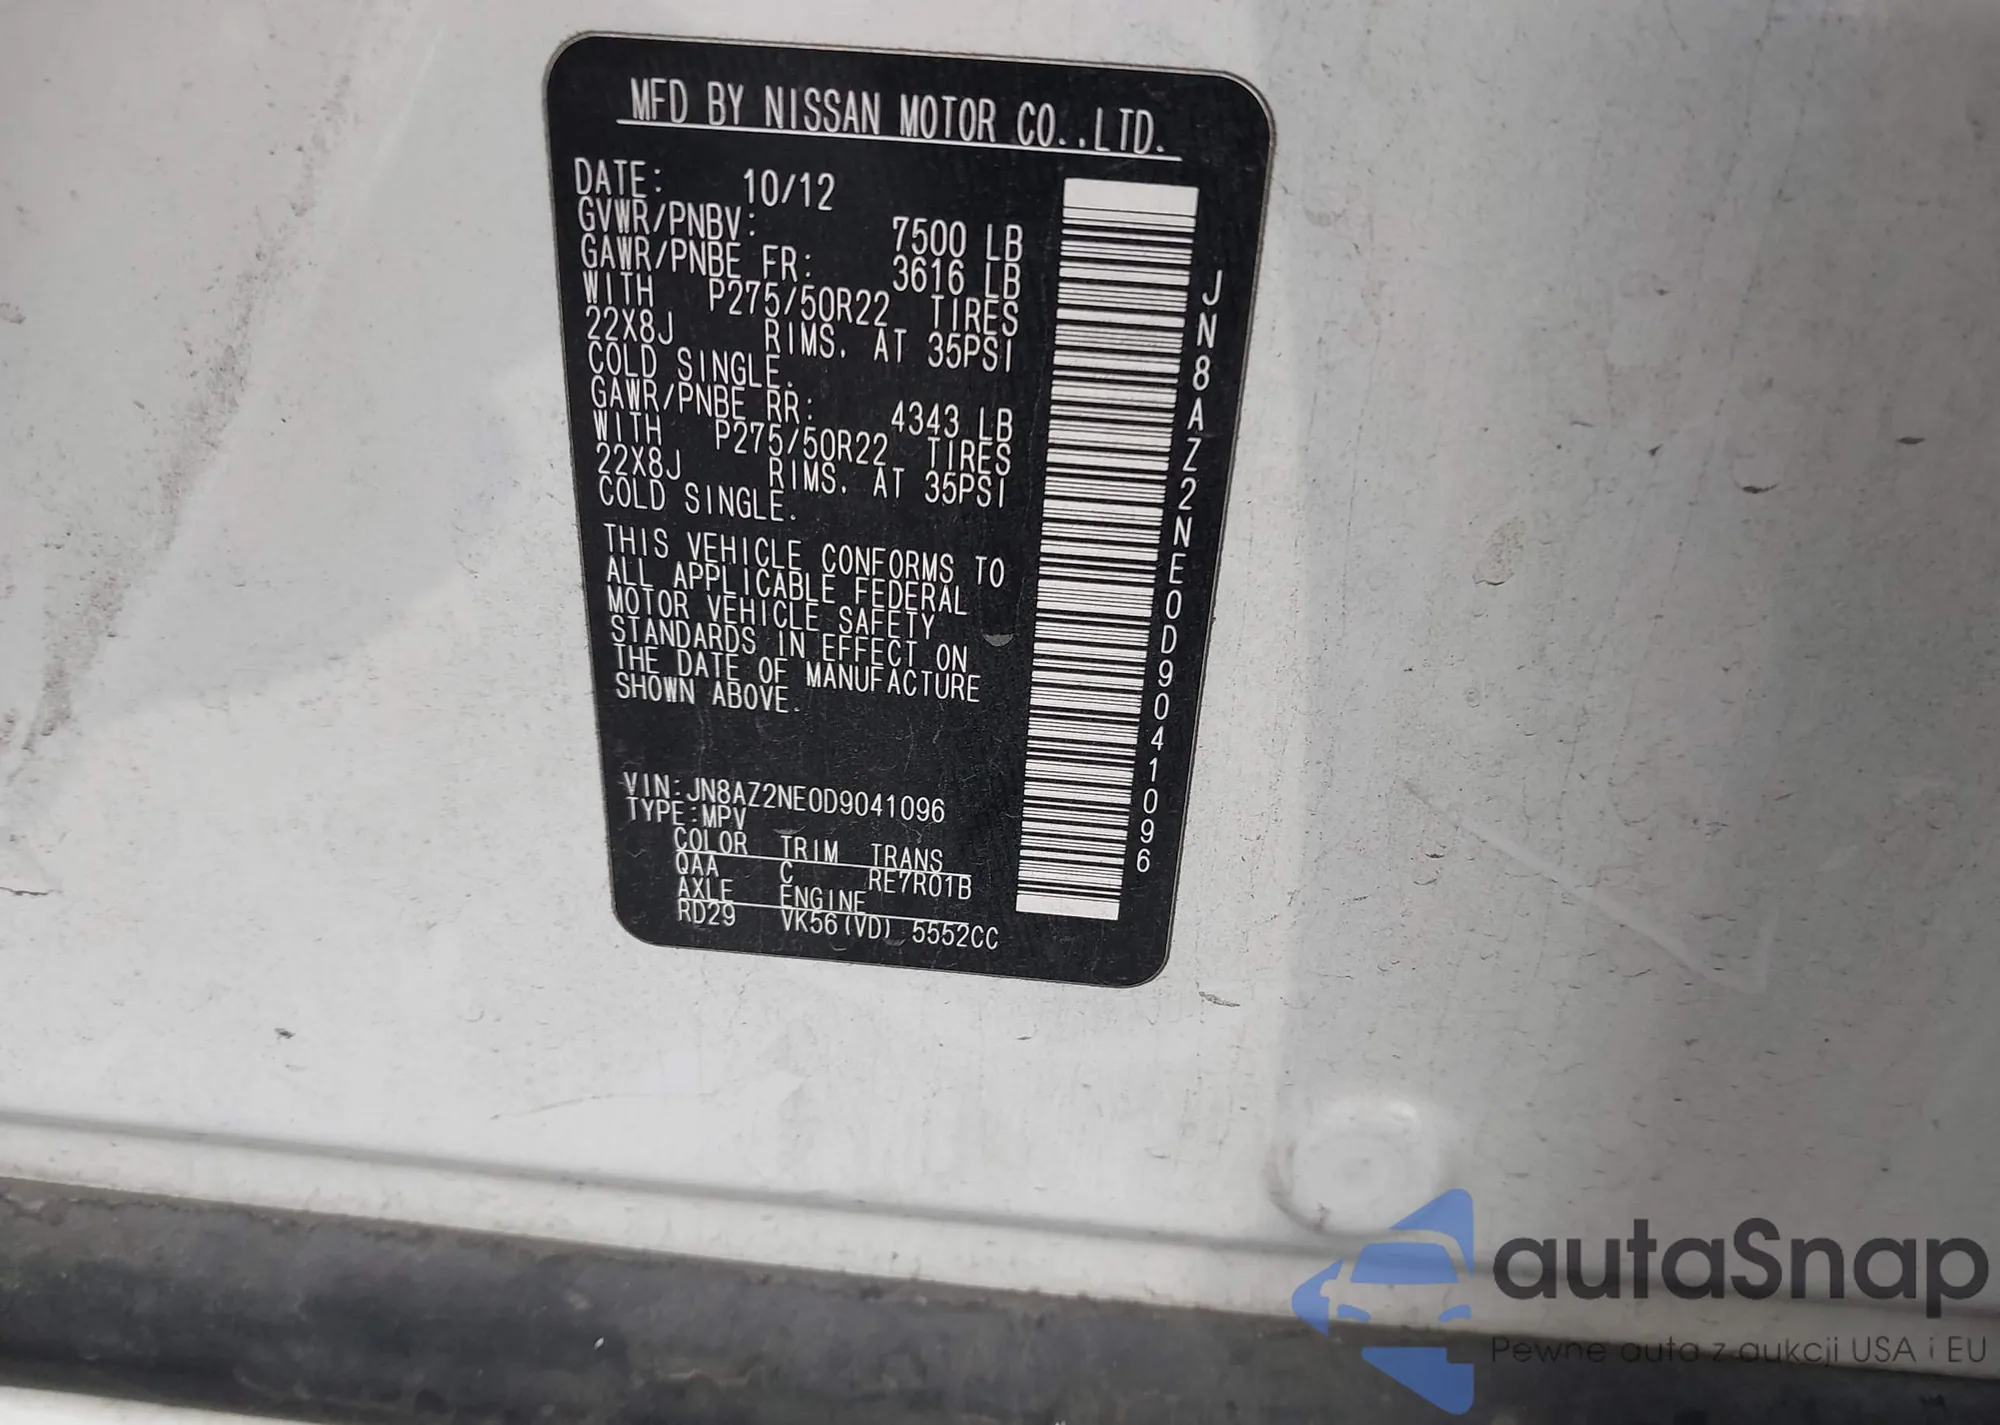 MFD BY NISSAN MOTOR CO.,LTD.
DATE: 10/12
GVWR/PNBV: 7500 LB
GAWR/PNBE FR: 3616 LB
WITH P275/50R22 TIRES
22X8J RIMS. AT 35PSI
COLD SINGLE.
GAWR/PNBE RR: 4343 LB
WITH P275/50R22 TIRES
22X8J RIMS. AT 35PSI
COLD SINGLE.
THIS VEHICLE CONFORMS TO
ALL APPLICABLE FEDERAL
MOTOR VEHICLE SAFETY
STANDARDS IN EFFECT ON
THE DATE OF MANUFACTURE
SHOWN ABOVE.
VIN:JN8AZ2NE0D9041096
TYPE:MPV
COLOR TRIM TRANS
QAA C RE7R01B
AXLE ENGINE
RD29 VK56(VD) 5552CC
JN8AZ2NE0D9041096
autaSnap
Pewne auta z aukcji USA i EU